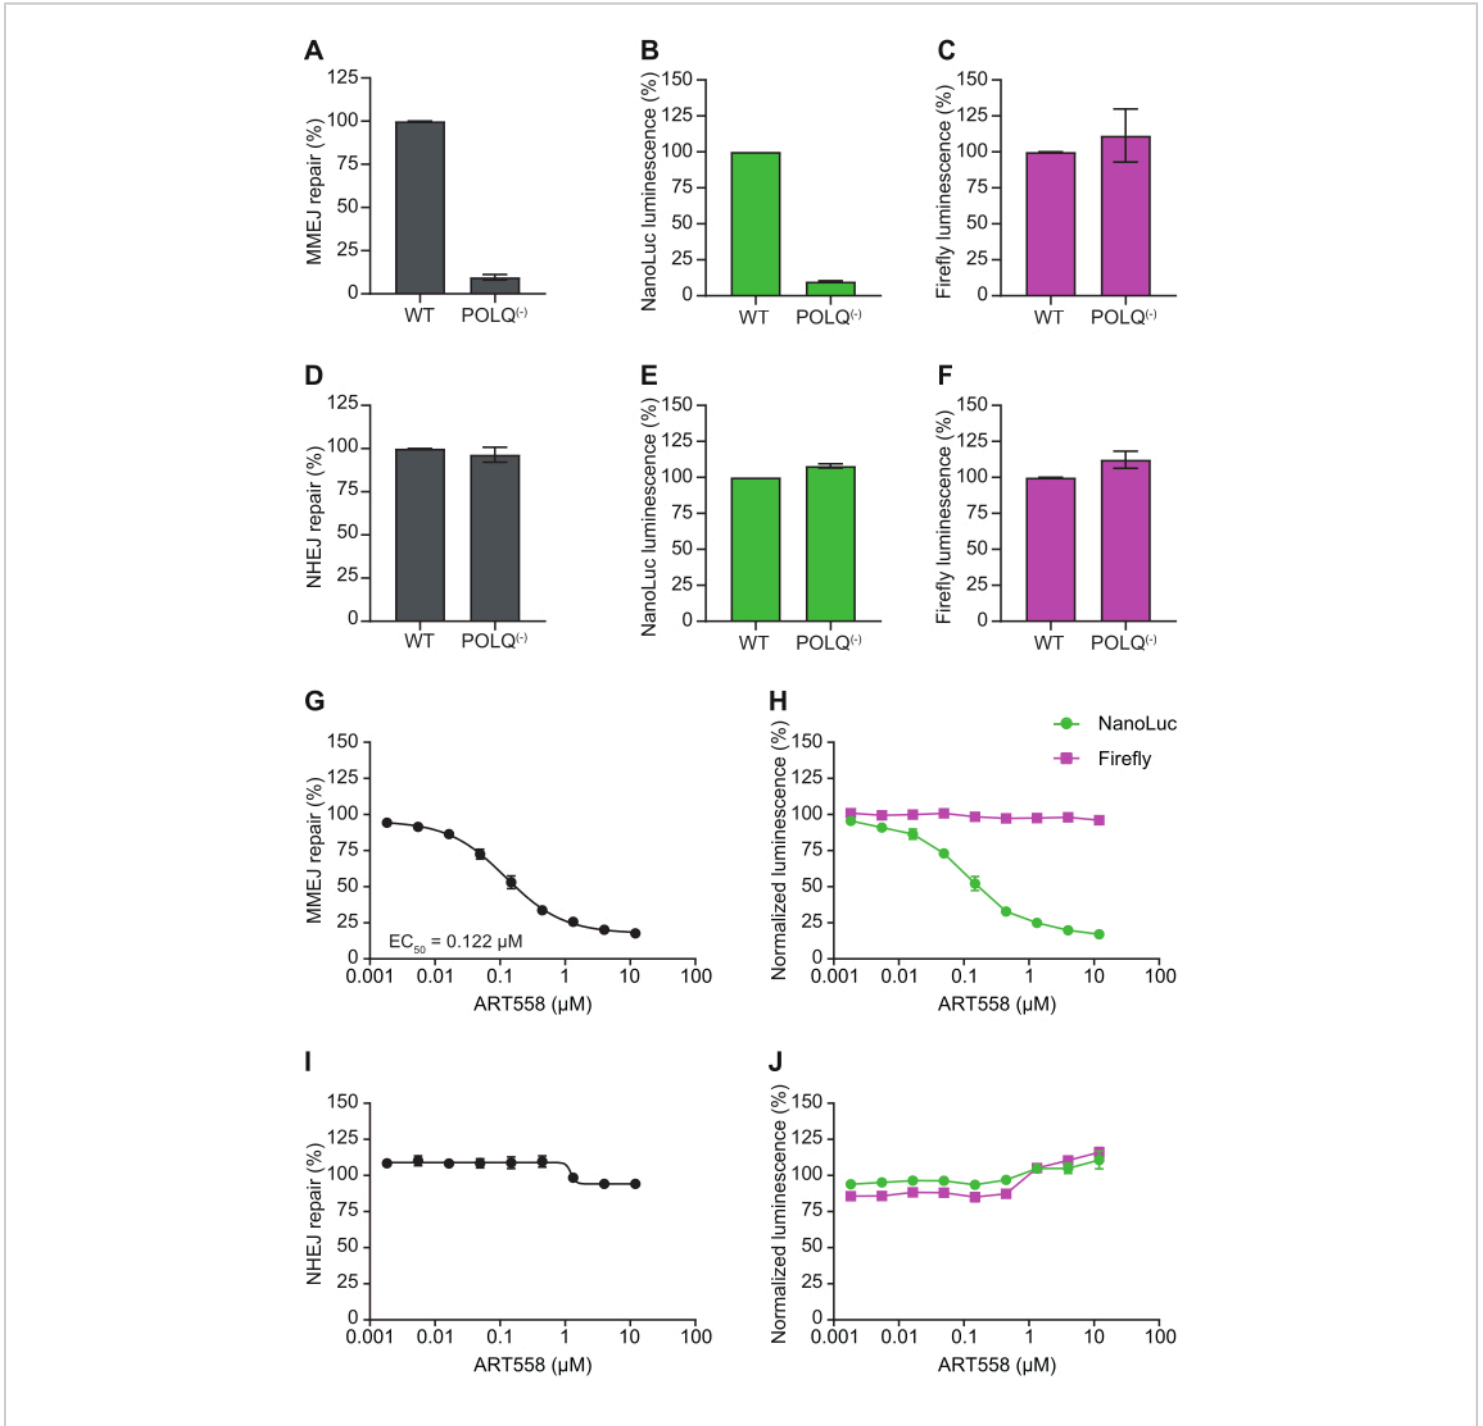 A
MMEJ repair (%)
125
100
75
50
25
0
WT POLQ(-)
B
NanoLuc luminescence (%)
150
125
100
75
50
25
0
WT POLQ(-)
C
Firefly luminescence (%)
150
125
100
75
50
25
0
WT POLQ(-)
D
NHEJ repair (%)
125
100
75
50
25
0
WT POLQ(-)
E
NanoLuc luminescence (%)
150
125
100
75
50
25
0
WT POLQ(-)
F
Firefly luminescence (%)
150
125
100
75
50
25
0
WT POLQ(-)
G
MMEJ repair (%)
150
125
100
75
50
25
0
EC50 = 0.122 µM
0.001 0.01 0.1 1 10 100
ART558 (µM)
H
NanoLuc
Firefly
Normalized luminescence (%)
150
125
100
75
50
25
0
0.001 0.01 0.1 1 10 100
ART558 (µM)
I
NHEJ repair (%)
150
125
100
75
50
25
0
0.001 0.01 0.1 1 10 100
ART558 (µM)
J
Normalized luminescence (%)
150
125
100
75
50
25
0
0.001 0.01 0.1 1 10 100
ART558 (µM)